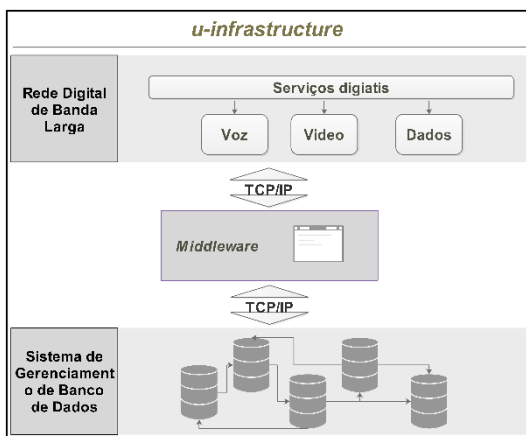 u-infrastructure
Rede Digital
de Banda
Larga
Serviços digiatis
Voz
Video
Dados
TCP/IP
Middleware
TCP/IP
Sistema de
Gerenciament
o de Banco
de Dados